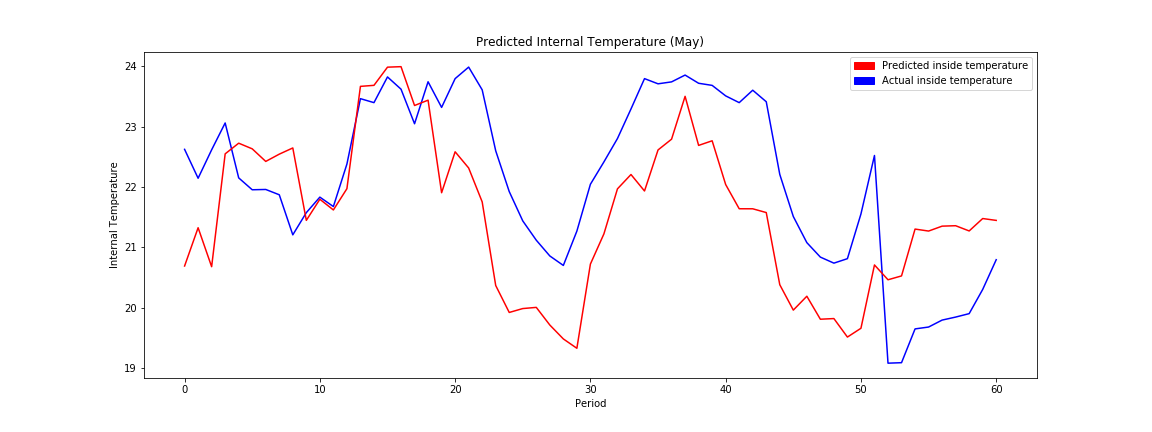 Predicted Internal Temperature (May)
Predicted inside temperature
Actual inside temperature
Internal Temperature
24
23
22
21
20
19
0 10 20 30 40 50 60
Period